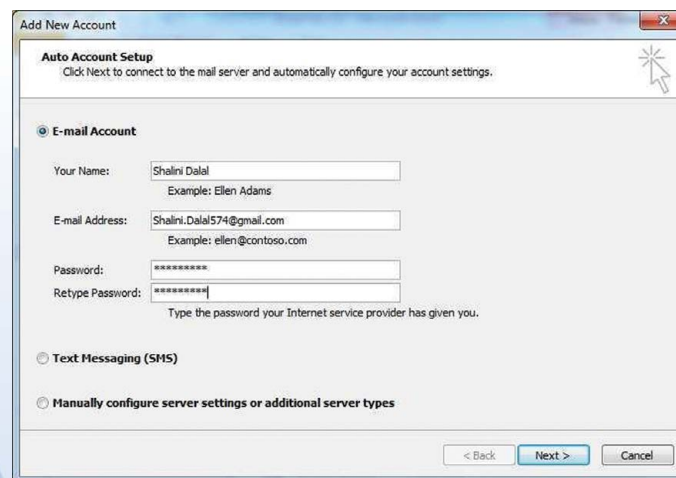 Add New Account
Auto Account Setup
Click Next to connect to the mail server and automatically configure your account settings.
E-mail Account
Your Name: Shalini Dalal
Example: Ellen Adams
E-mail Address: Shalini.Dalal574@gmail.com
Example: ellen@contoso.com
Password: *********
Retype Password: *********
Type the password your Internet service provider has given you.
Text Messaging (SMS)
Manually configure server settings or additional server types
< Back Next > Cancel